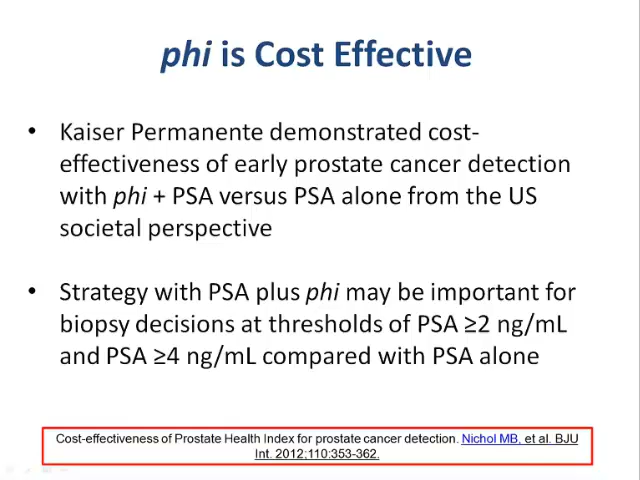 phi is Cost Effective
• Kaiser Permanente demonstrated cost-
effectiveness of early prostate cancer detection
with phi + PSA versus PSA alone from the US
societal perspective
• Strategy with PSA plus phi may be important for
biopsy decisions at thresholds of PSA ≥2 ng/mL
and PSA ≥4 ng/mL compared with PSA alone
Cost-effectiveness of Prostate Health Index for prostate cancer detection. Nichol MB, et al. BJU
Int. 2012;110:353-362.